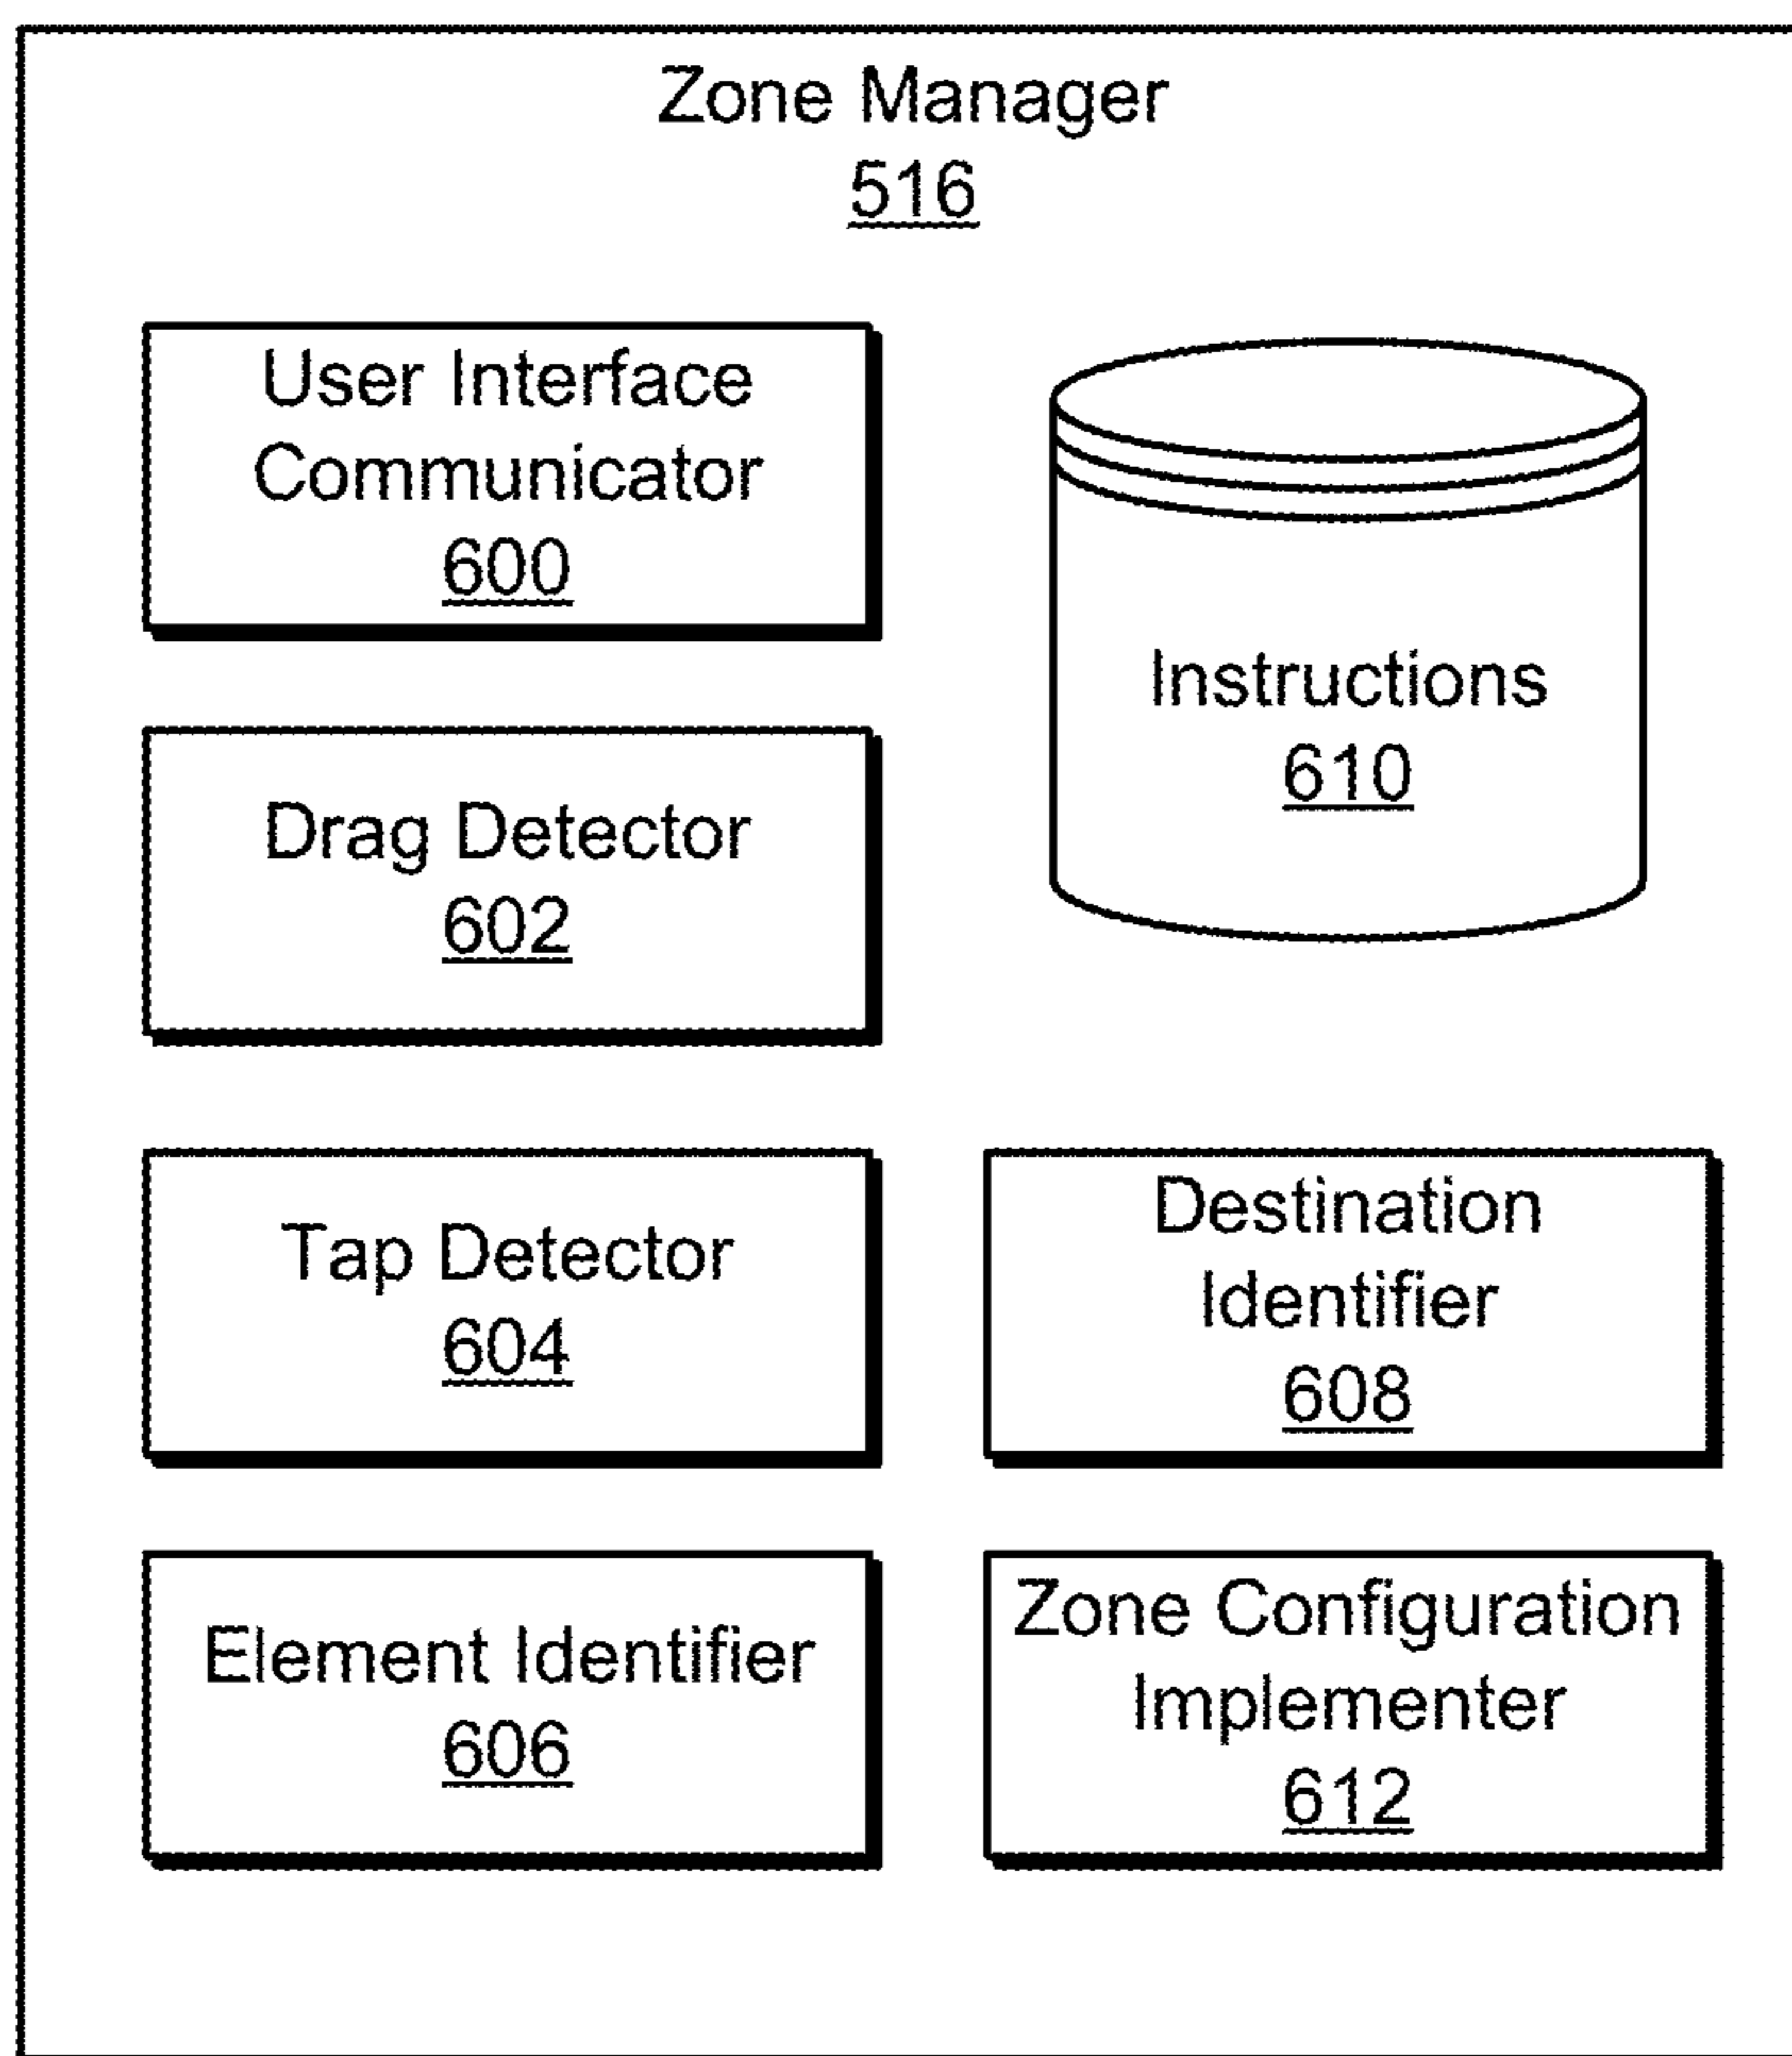 Zone Manager
516
User Interface
Communicator
600
Instructions
610
Drag Detector
602
Tap Detector
604
Destination
Identifier
608
Element Identifier
606
Zone Configuration
Implementer
612